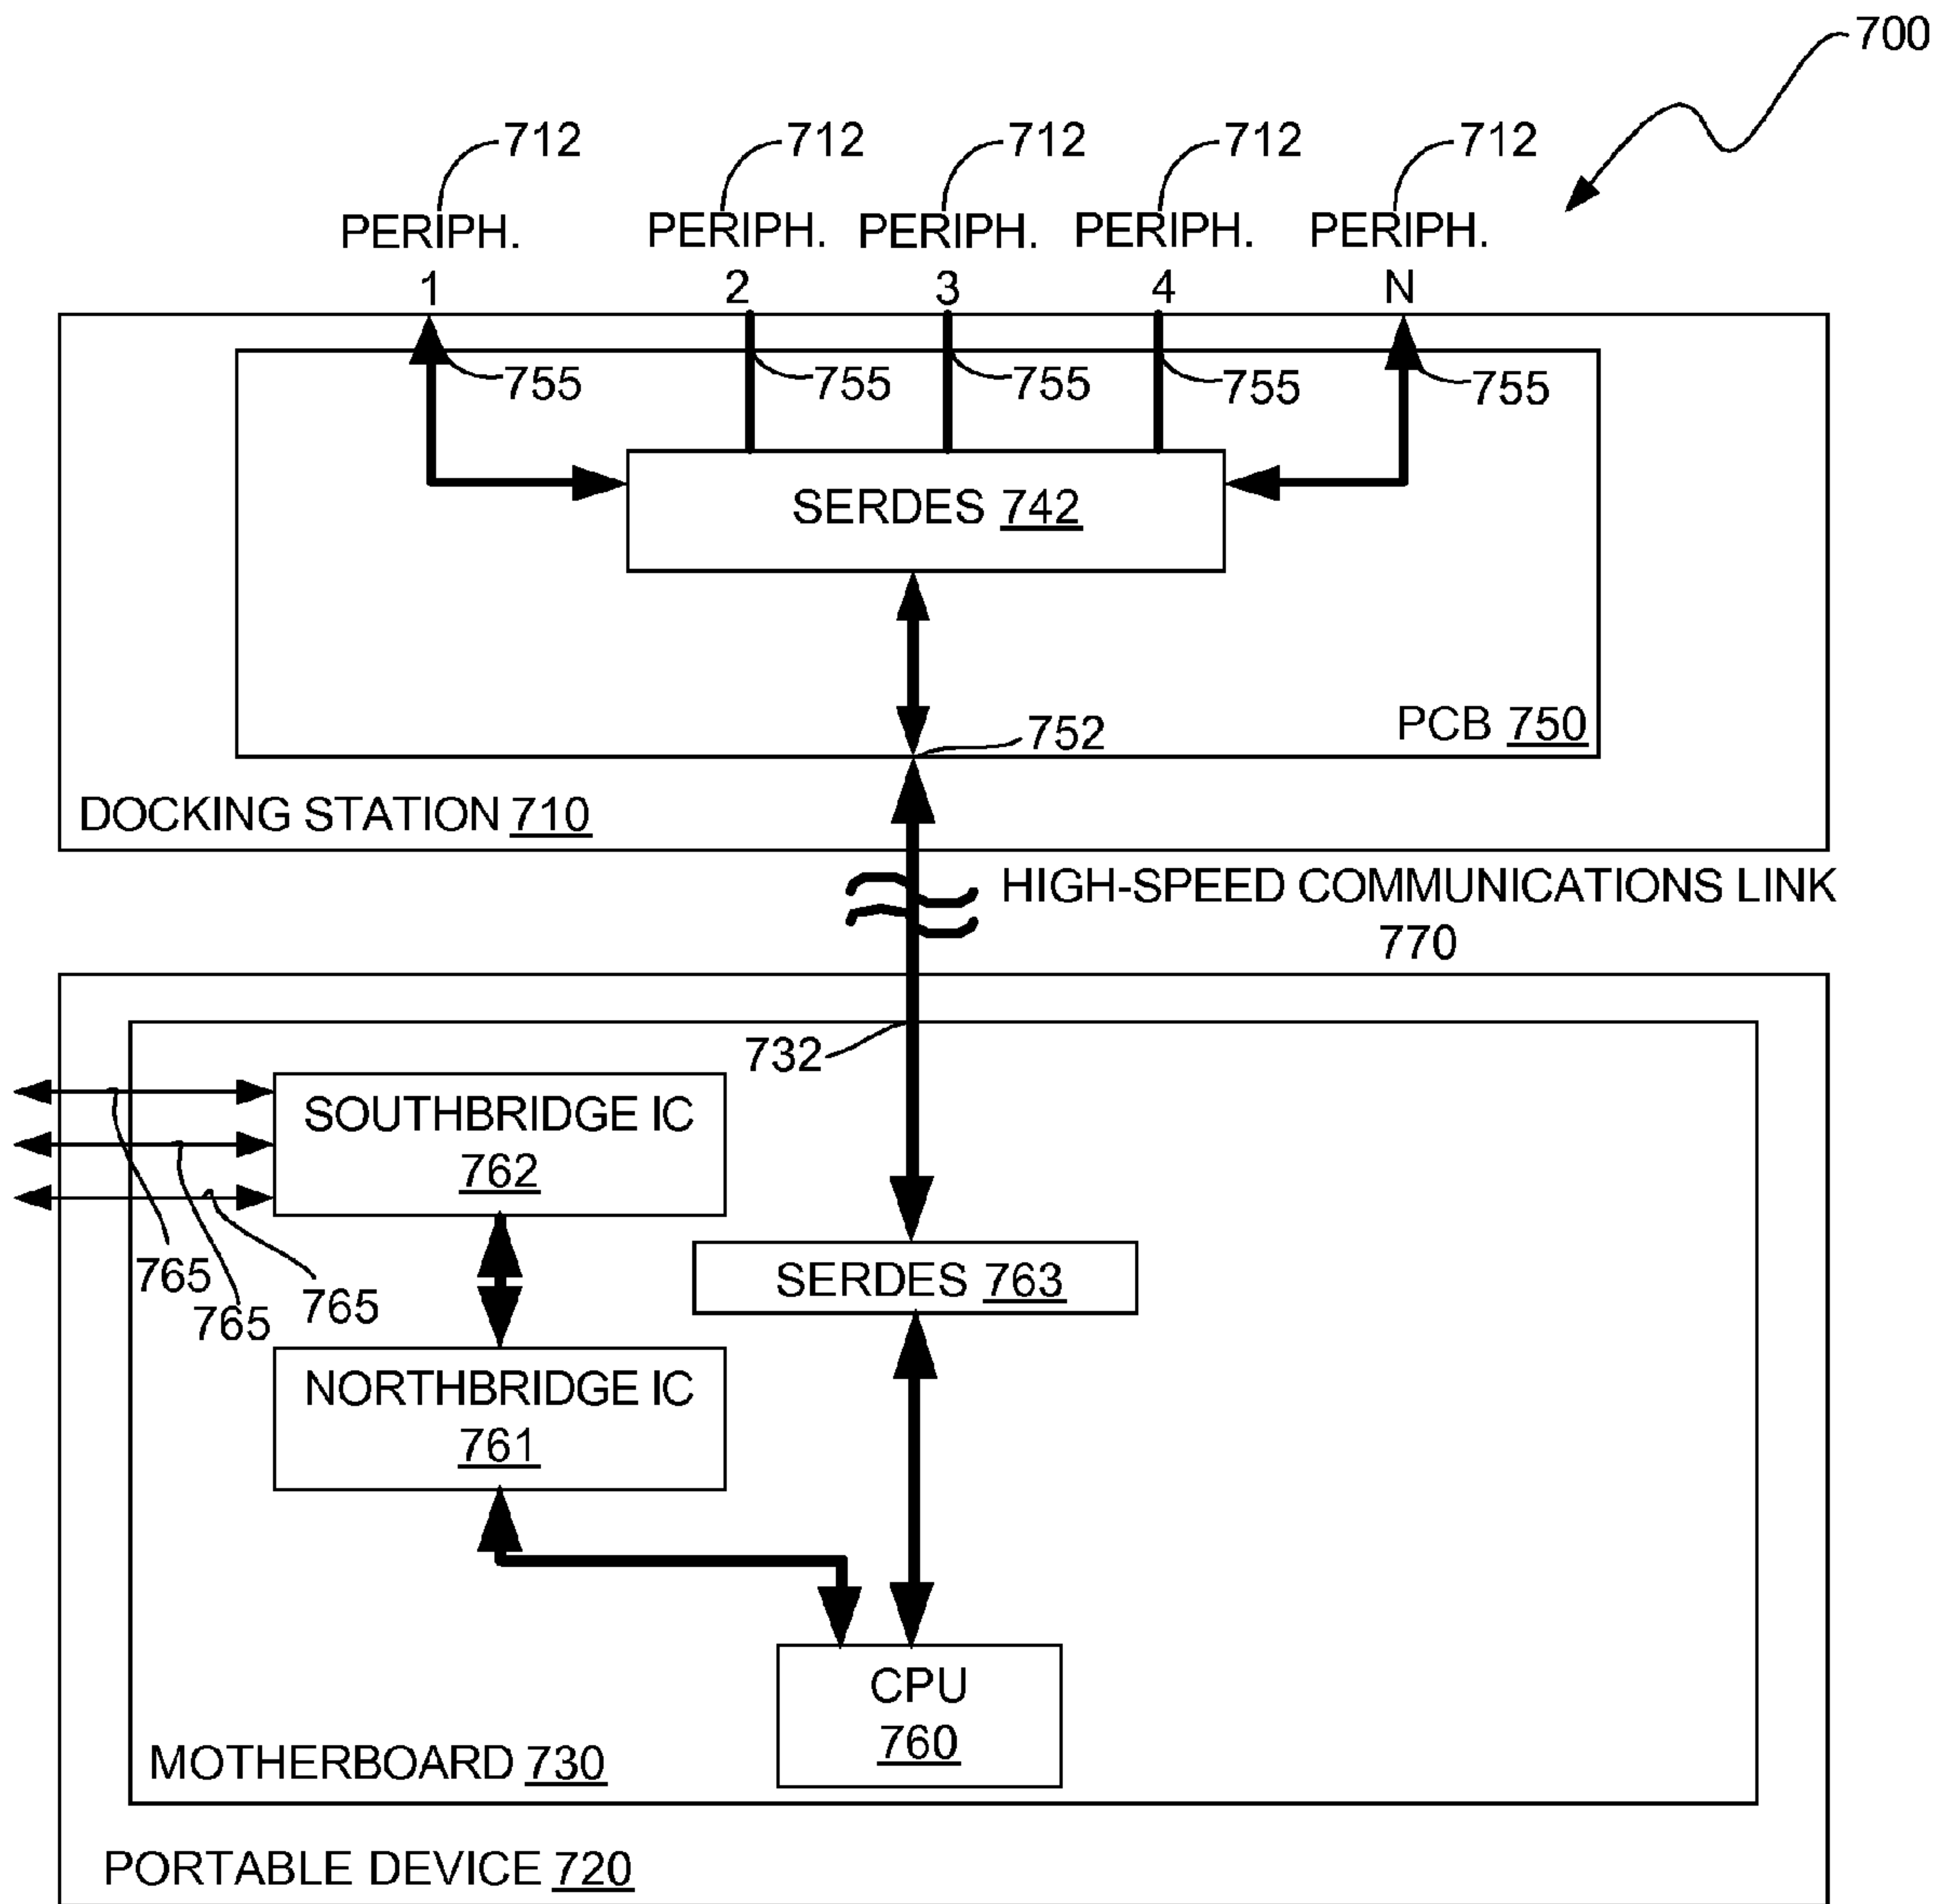 700
712 712 712 712 712
PERIPH. PERIPH. PERIPH. PERIPH. PERIPH.
1 2 3 4 N
755 755 755 755 755
SERDES 742
752
PCB 750
DOCKING STATION 710
HIGH-SPEED COMMUNICATIONS LINK
770
732
SOUTHBRIDGE IC
762
765
765
765
SERDES 763
NORTHBRIDGE IC
761
CPU
760
MOTHERBOARD 730
PORTABLE DEVICE 720